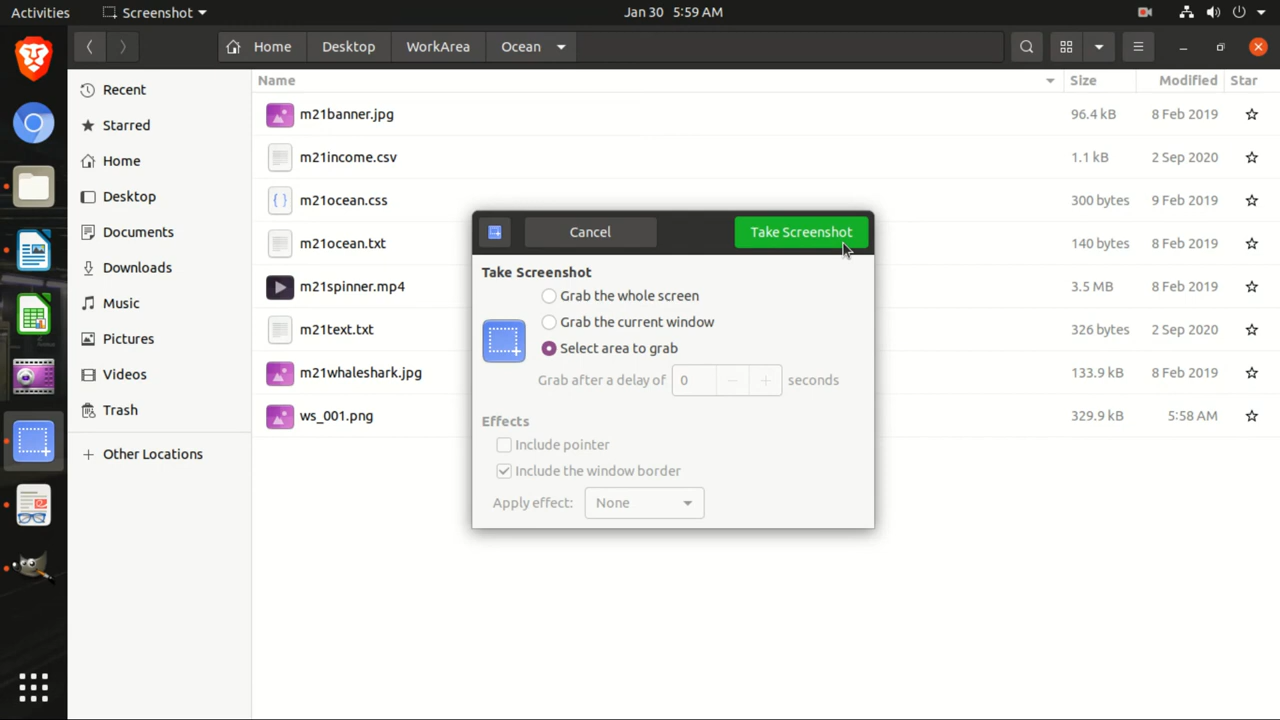 Activities Screenshot Jan 30 5:59 AM
Home Desktop WorkArea Ocean
Recent
Starred
Home
Desktop
Documents
Downloads
Music
Pictures
Videos
Trash
Other Locations
Name Size Modified Star
m21banner.jpg 96.4 kB 8 Feb 2019
m21income.csv 1.1 kB 2 Sep 2020
m21ocean.css 300 bytes 9 Feb 2019
m21ocean.txt 140 bytes 8 Feb 2019
m21spinner.mp4 3.5 MB 8 Feb 2019
m21text.txt 326 bytes 2 Sep 2020
m21whaleshark.jpg 133.9 kB 8 Feb 2019
ws_001.png 329.9 kB 5:58 AM
Cancel Take Screenshot
Take Screenshot
Grab the whole screen
Grab the current window
Select area to grab
Grab after a delay of 0 seconds
Effects
Include pointer
Include the window border
Apply effect: None